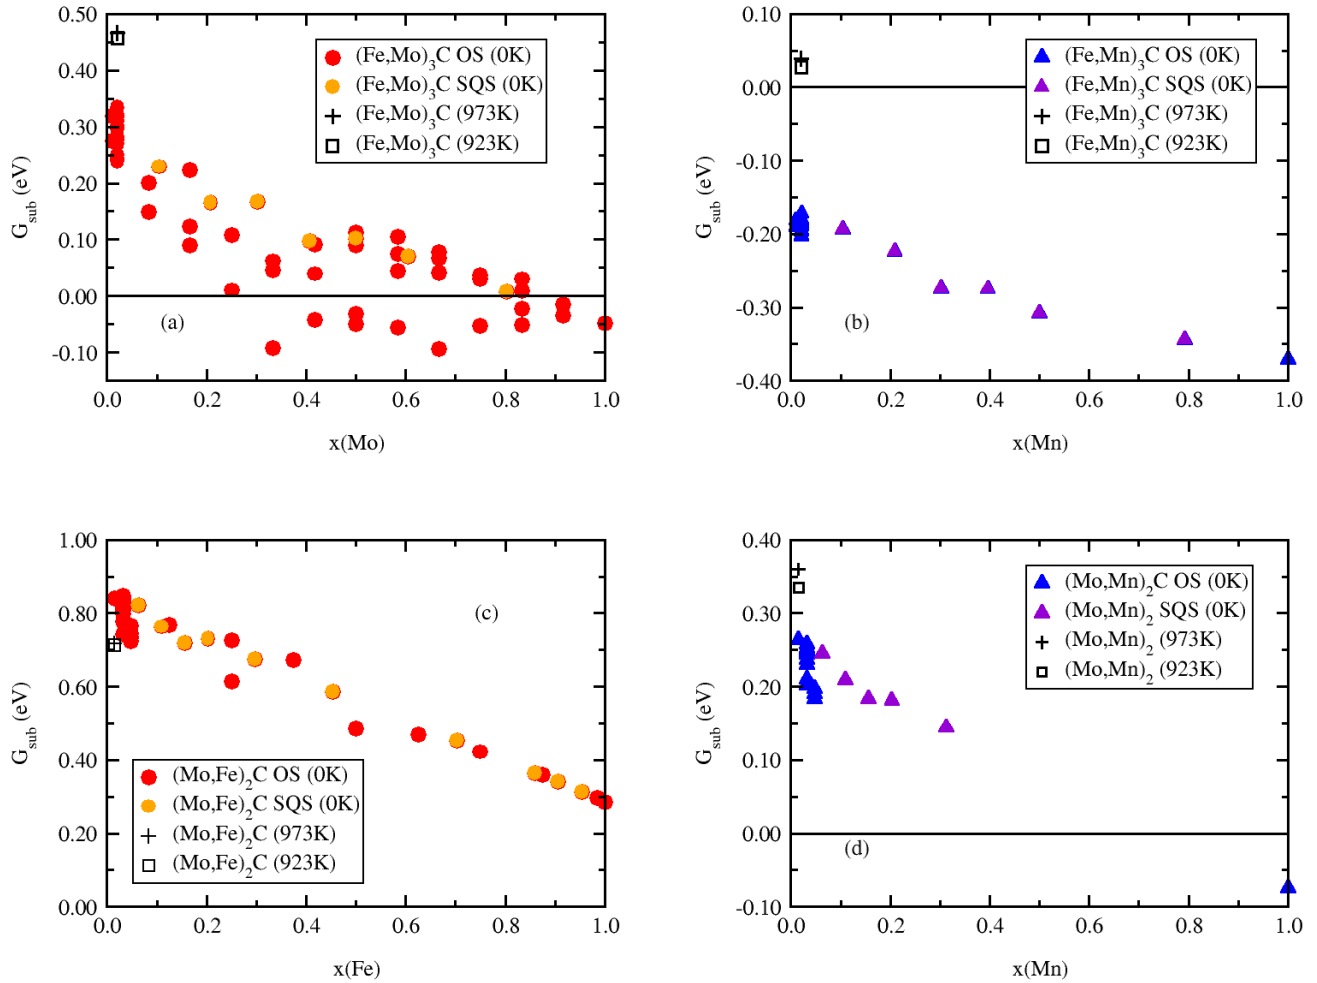 0.50
0.40
0.30
0.20
0.10
0.00
-0.10
G_sub (eV)
0.0 0.2 0.4 0.6 0.8 1.0
x(Mo)
(Fe,Mo)_3C OS (0K)
(Fe,Mo)_3C SQS (0K)
(Fe,Mo)_3C (973K)
(Fe,Mo)_3C (923K)
(a)
0.10
0.00
-0.10
-0.20
-0.30
-0.40
G_sub (eV)
0.0 0.2 0.4 0.6 0.8 1.0
x(Mn)
(Fe,Mn)_3C OS (0K)
(Fe,Mn)_3C SQS (0K)
(Fe,Mn)_3C (973K)
(Fe,Mn)_3C (923K)
(b)
1.00
0.80
0.60
0.40
0.20
0.00
G_sub (eV)
0.0 0.2 0.4 0.6 0.8 1.0
x(Fe)
(c)
(Mo,Fe)_2C OS (0K)
(Mo,Fe)_2C SQS (0K)
(Mo,Fe)_2C (973K)
(Mo,Fe)_2C (923K)
0.40
0.30
0.20
0.10
0.00
-0.10
G_sub (eV)
0.0 0.2 0.4 0.6 0.8 1.0
x(Mn)
(Mo,Mn)_2C OS (0K)
(Mo,Mn)_2 SQS (0K)
(Mo,Mn)_2 (973K)
(Mo,Mn)_2 (923K)
(d)